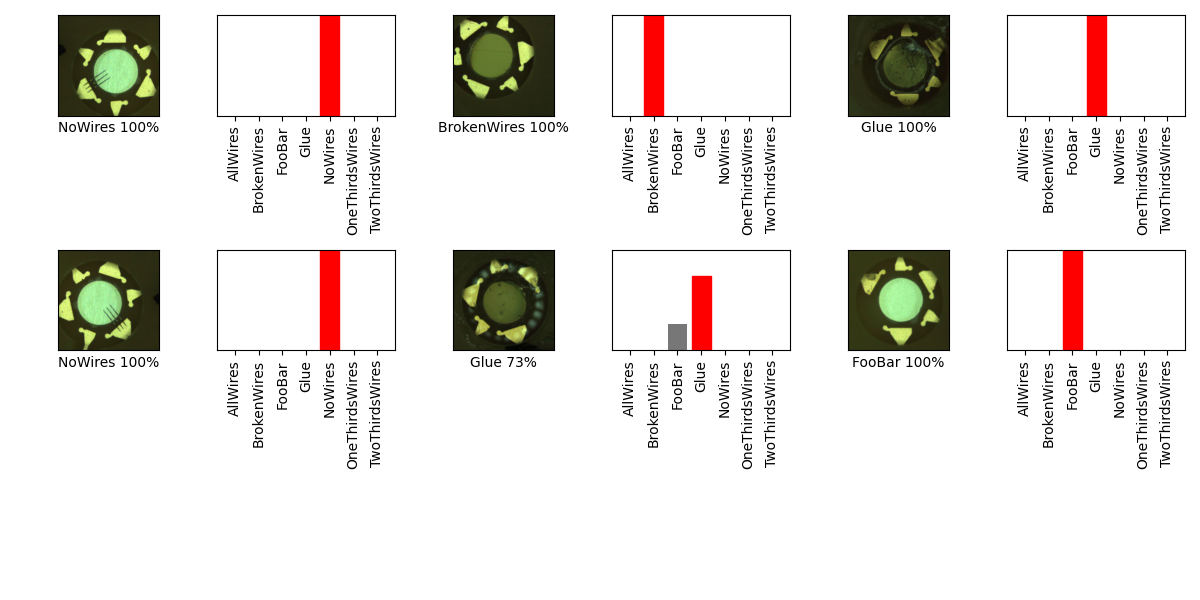 NoWires 100%
AllWires
BrokenWires
FooBar
Glue
NoWires
OneThirdsWires
TwoThirdsWires
BrokenWires 100%
AllWires
BrokenWires
FooBar
Glue
NoWires
OneThirdsWires
TwoThirdsWires
Glue 100%
AllWires
BrokenWires
FooBar
Glue
NoWires
OneThirdsWires
TwoThirdsWires
NoWires 100%
AllWires
BrokenWires
FooBar
Glue
NoWires
OneThirdsWires
TwoThirdsWires
Glue 73%
AllWires
BrokenWires
FooBar
Glue
NoWires
OneThirdsWires
TwoThirdsWires
FooBar 100%
AllWires
BrokenWires
FooBar
Glue
NoWires
OneThirdsWires
TwoThirdsWires